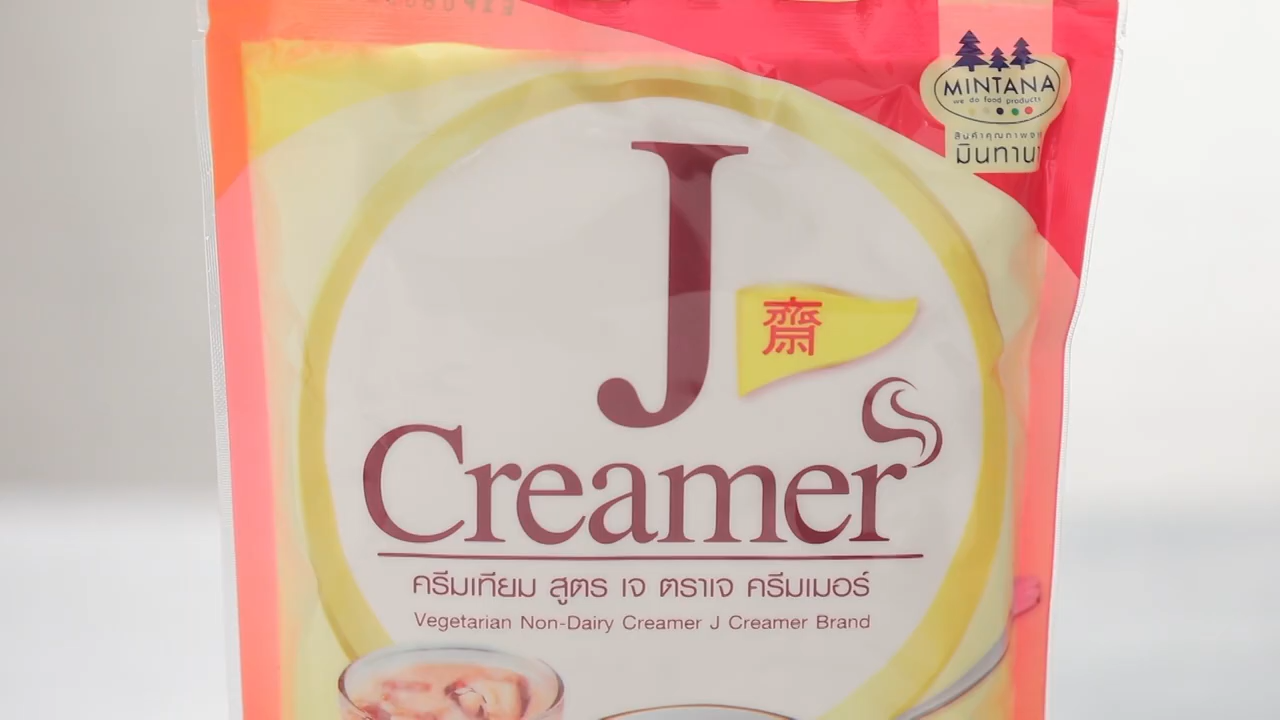 MINTANA
we do food products
สินค้าคุณภาพจาก
มินทานา
J
齋
Creamer
ครีมเทียม สูตร เจ ตราเจ ครีมเมอร์
Vegetarian Non-Dairy Creamer J Creamer Brand